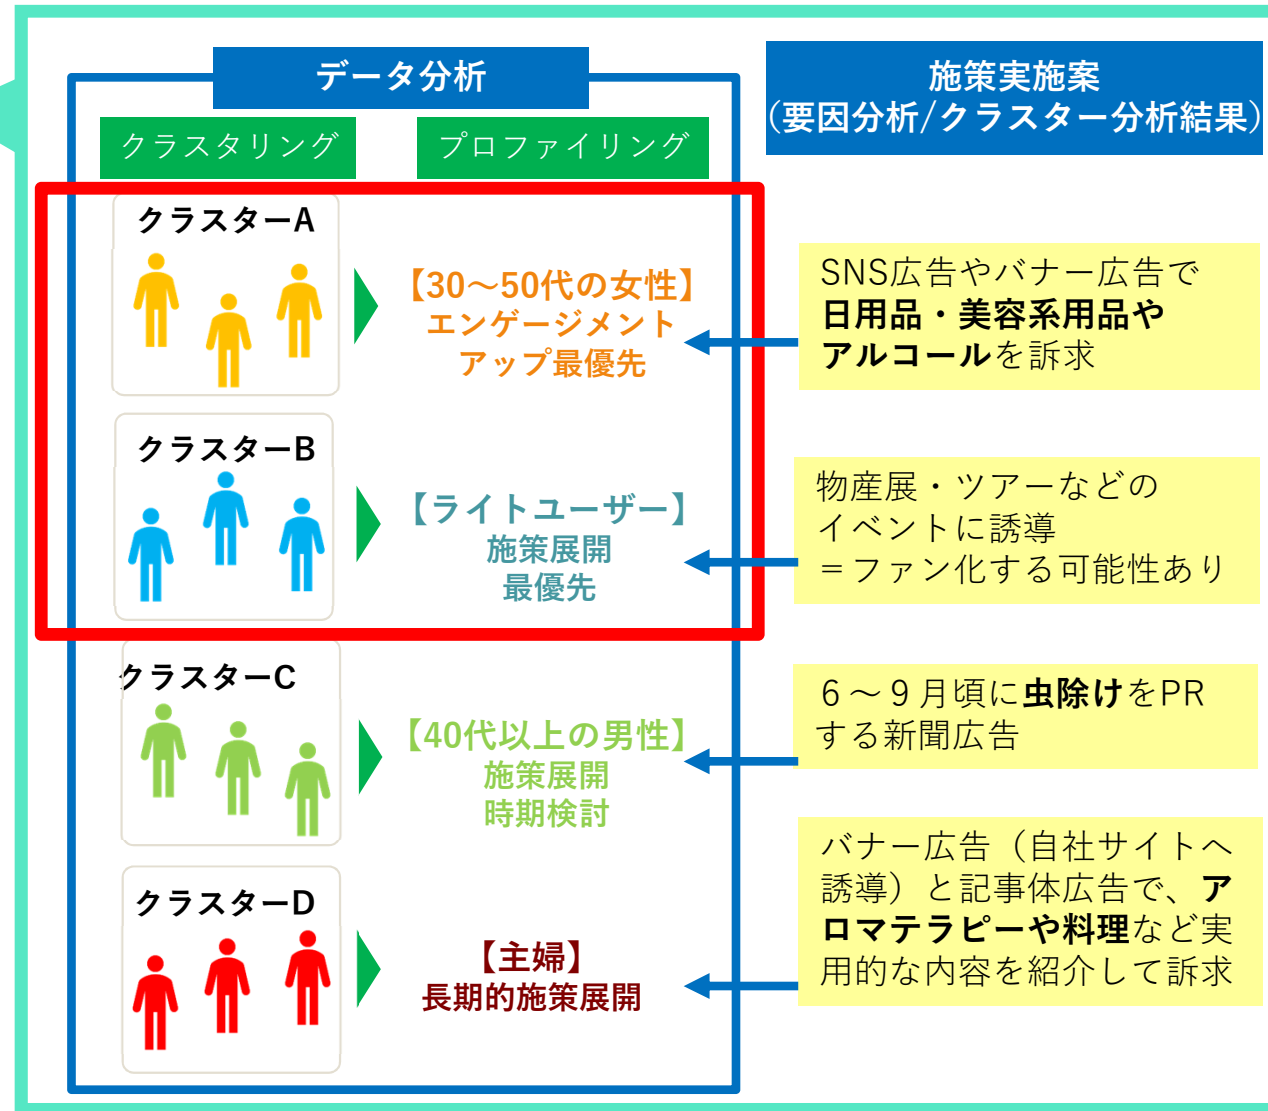 データ分析
クラスタリング
プロファイリング
クラスターA
【30～50代の女性】
エンゲージメント
アップ最優先
クラスターB
【ライトユーザー】
施策展開
最優先
クラスターC
【40代以上の男性】
施策展開
時期検討
クラスターD
【主婦】
長期的施策展開
施策実施案
(要因分析/クラスター分析結果)
SNS広告やバナー広告で
日用品・美容系用品や
アルコールを訴求
物産展・ツアーなどの
イベントに誘導
＝ファン化する可能性あり
６～９月頃に虫除けをPR
する新聞広告
バナー広告（自社サイトへ
誘導）と記事体広告で、ア
ロマテラピーや料理など実
用的な内容を紹介して訴求